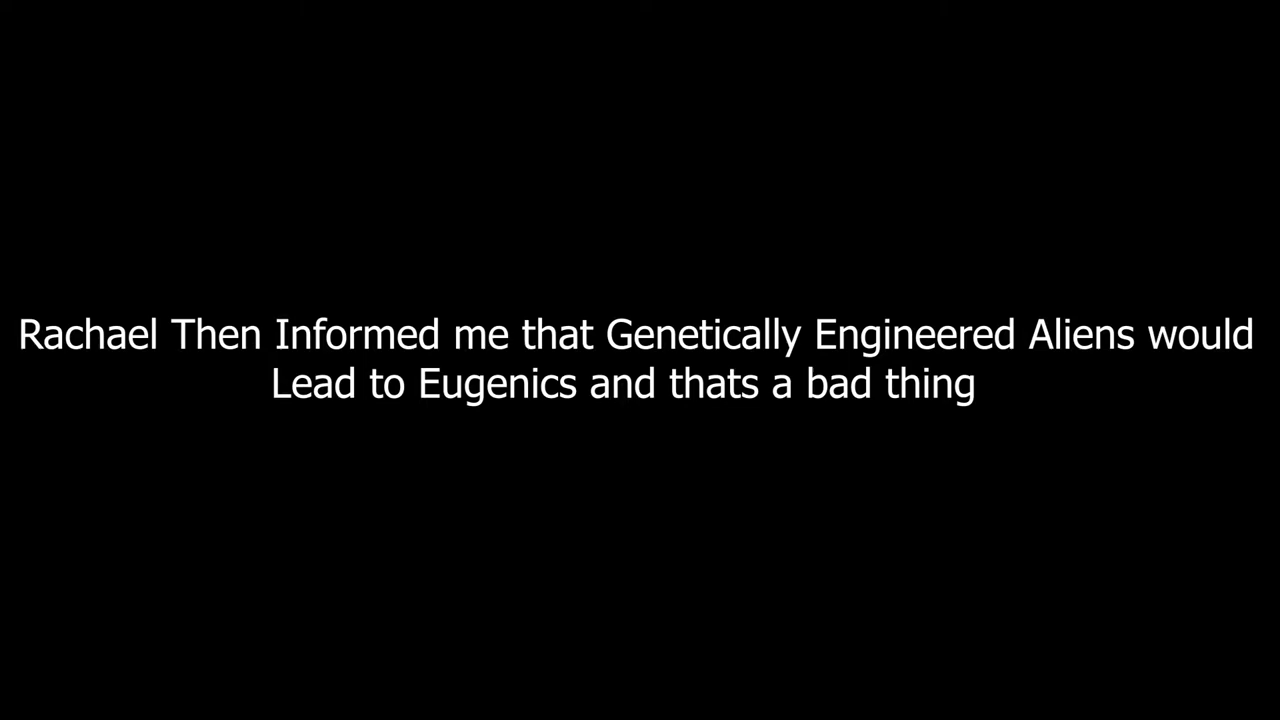 Rachael Then Informed me that Genetically Engineered Aliens would
Lead to Eugenics and thats a bad thing